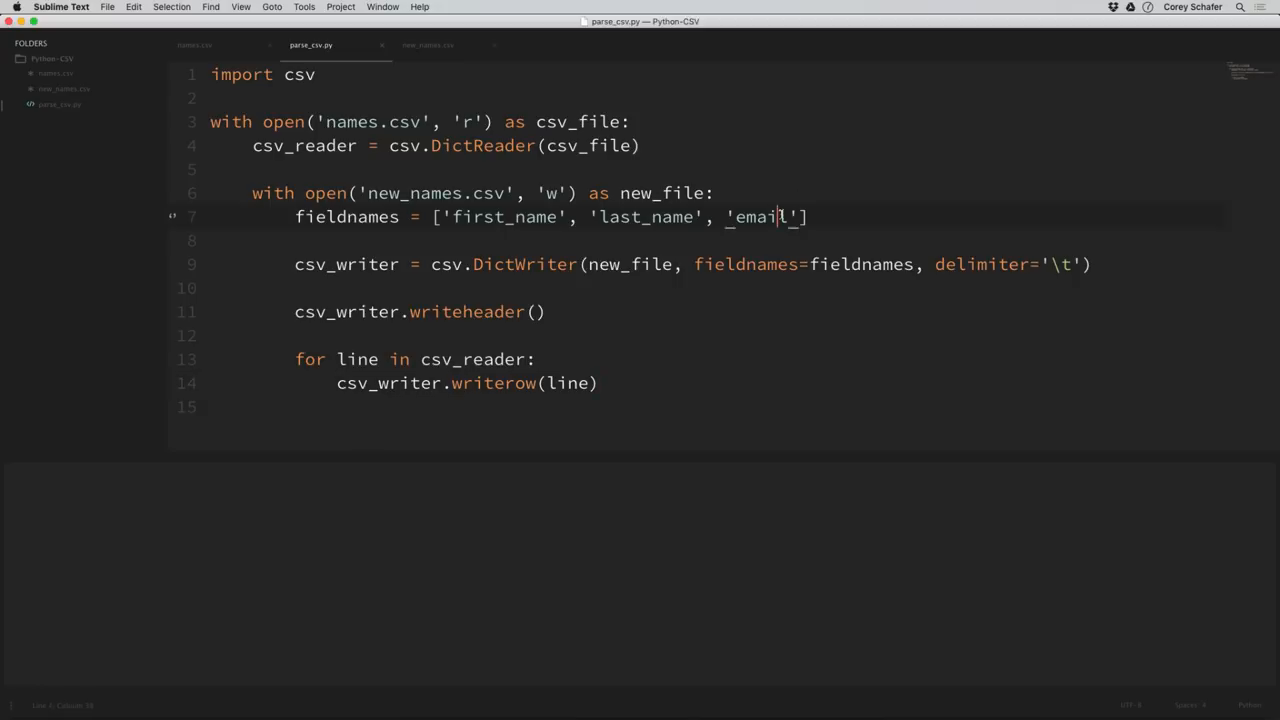 Sublime Text File Edit Selection Find View Goto Tools Project Window Help Corey Schafer
parse_csv.py — Python-CSV
FOLDERS
Python-CSV
names.csv
new_names.csv
parse_csv.py
names.csv parse_csv.py new_names.csv
1 import csv
2
3 with open('names.csv', 'r') as csv_file:
4 csv_reader = csv.DictReader(csv_file)
5
6 with open('new_names.csv', 'w') as new_file:
7 fieldnames = ['first_name', 'last_name', 'email']
8
9 csv_writer = csv.DictWriter(new_file, fieldnames=fieldnames, delimiter='\t')
10
11 csv_writer.writeheader()
12
13 for line in csv_reader:
14 csv_writer.writerow(line)
15
Line 7, Column 58 UTF-8 Spaces: 4 Python